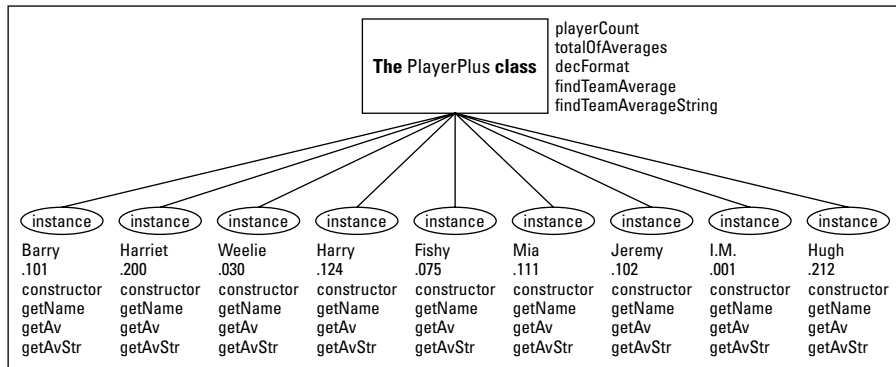 The PlayerPlus class
playerCount
totalOfAverages
decFormat
findTeamAverage
findTeamAverageString
instance instance instance instance instance instance instance instance instance
Barry Harriet Weelie Harry Fishy Mia Jeremy I.M. Hugh
.101 .200 .030 .124 .075 .111 .102 .001 .212
constructor constructor constructor constructor constructor constructor constructor constructor constructor
getName getName getName getName getName getName getName getName getName
getAv getAv getAv getAv getAv getAv getAv getAv getAv
getAvStr getAvStr getAvStr getAvStr getAvStr getAvStr getAvStr getAvStr getAvStr